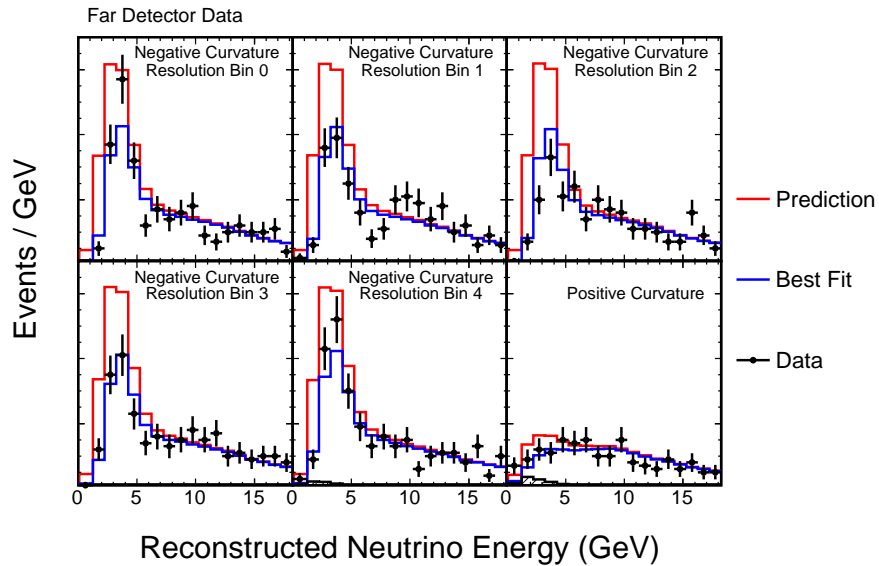 Far Detector Data
Negative Curvature
Resolution Bin 0
Negative Curvature
Resolution Bin 1
Negative Curvature
Resolution Bin 2
Negative Curvature
Resolution Bin 3
Negative Curvature
Resolution Bin 4
Positive Curvature
Events / GeV
0 5 10 15
0 5 10 15
0 5 10 15
Reconstructed Neutrino Energy (GeV)
Prediction
Best Fit
Data